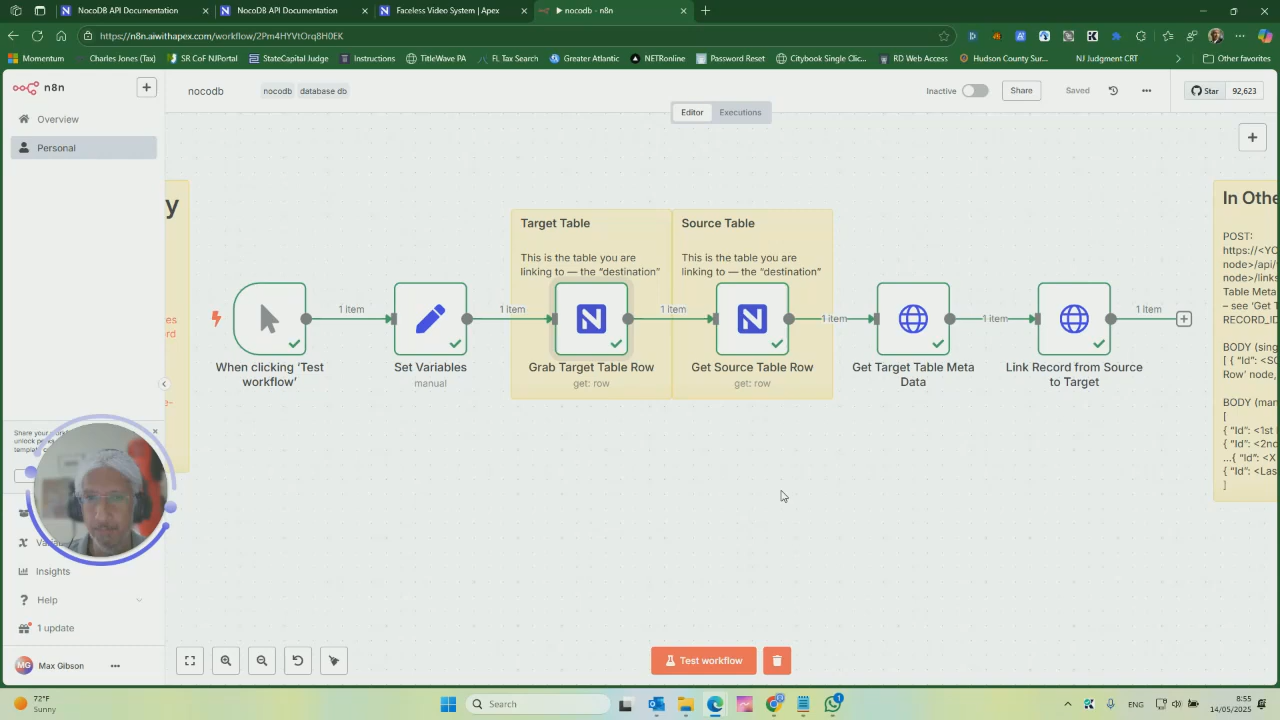 NocoDB API Documentation
NocoDB API Documentation
Faceless Video System | Apex
nocodb - n8n
https://n8n.aiwithapex.com/workflow/2Pm4HYVtOrq8H0EK
Momentum
Charles Jones (Tax)
SR CoF NJPortal
StateCapital Judge
Instructions
TitleWave PA
FL Tax Search
Greater Atlantic
NETRonline
Password Reset
Citybook Single Clic...
RD Web Access
Hudson County Sur...
NJ Judgment CRT
Other favorites
n8n
nocodb
nocodb
database db
Inactive
Share
Saved
Star
92,623
Editor
Executions
Overview
Personal
y
Target Table
This is the table you are
linking to — the “destination”
Source Table
This is the table you are
linking to — the “destination”
1 item
1 item
1 item
1 item
1 item
1 item
When clicking ‘Test
workflow’
Set Variables
manual
Grab Target Table Row
get: row
Get Source Table Row
get: row
Get Target Table Meta
Data
Link Record from Source
to Target
In Othe
POST:
https://<YO
node>/api/
node>/links
Table Meta
– see ‘Get
RECORD_ID
BODY (sing
[ { “Id”: <S
Row’ node,
BODY (man
[
{ “Id”: <1st
{ “Id”: <2nd
...{ “Id”: <X
{ “Id”: <Las
]
Insights
Help
1 update
MG
Max Gibson
Test workflow
72°F
Sunny
Search
1
ENG
8:55
14/05/2025